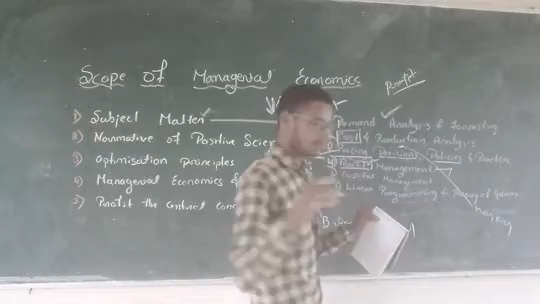 Scope of Managerial Economics
Profit
1) Subject Matter
2) Normative of Positive Scien
3) Optimisation principles
4) Managerial Economics &
5) Profit the central conc
Demand Analysis & Forecasting
Cost & Production Analysis
Pricing Decisions, Policies &
Profit Management
Capital Management
Linear Programming & Theory of Games